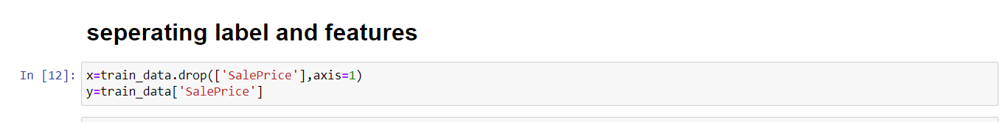 seperating label and features
In [12]: x=train_data.drop(['SalePrice'],axis=1)
y=train_data['SalePrice']